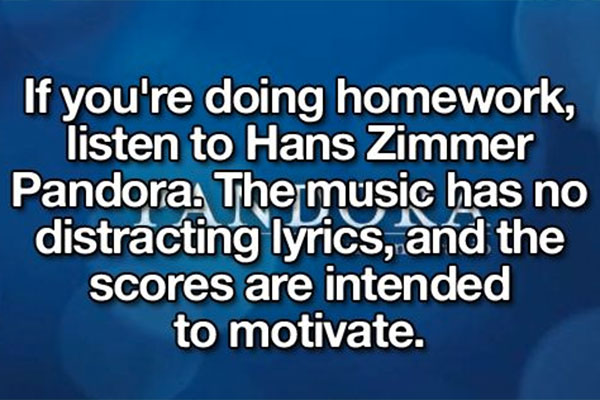 If you're doing homework,
listen to Hans Zimmer
Pandora. The music has no
PANDORA
distracting lyrics, and the
scores are intended
to motivate.